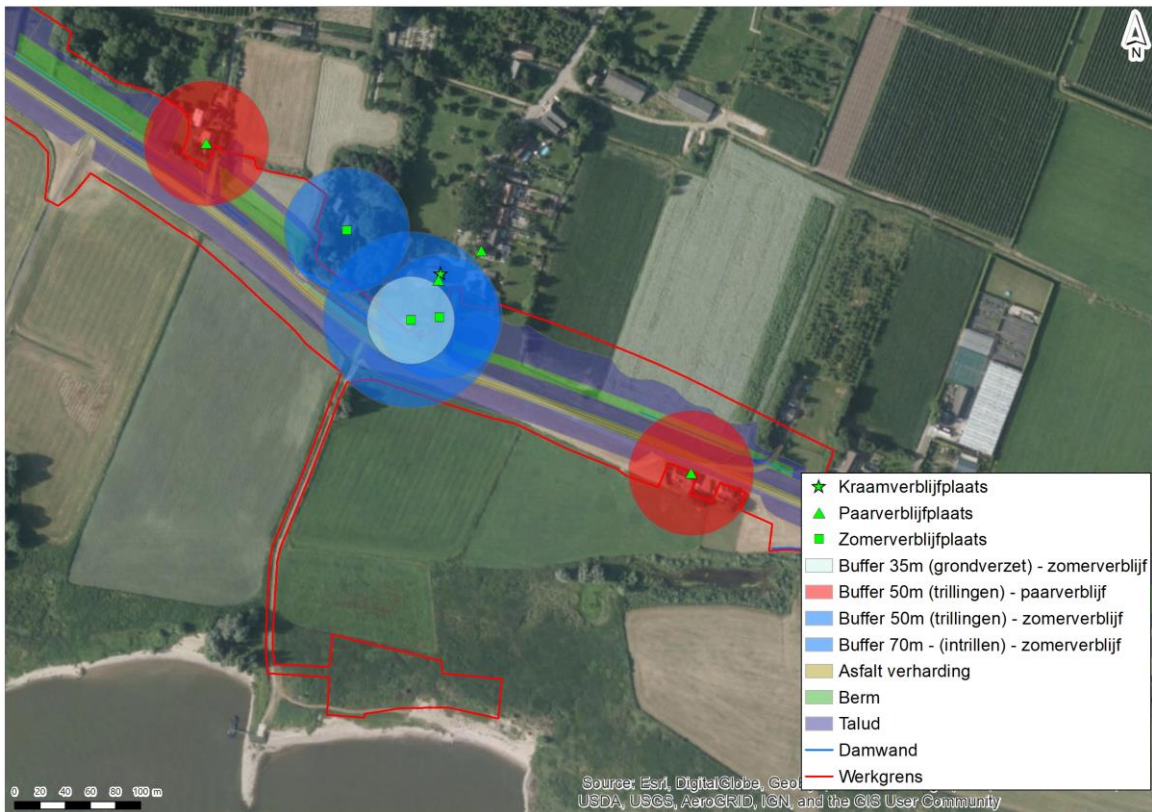 N
Kraamverblijfplaats
Paarverblijfplaats
Zomerverblijfplaats
Buffer 35m (grondverzet) - zomerverblijf
Buffer 50m (trillingen) - paarverblijf
Buffer 50m (trillingen) - zomerverblijf
Buffer 70m - (intrillen) - zomerverblijf
Asfalt verharding
Berm
Talud
Damwand
Werkgrens
0 20 40 60 80 100 m
Source: Esri, DigitalGlobe,
USDA, USGS, AeroGRID, IGN, and the GIS User Community